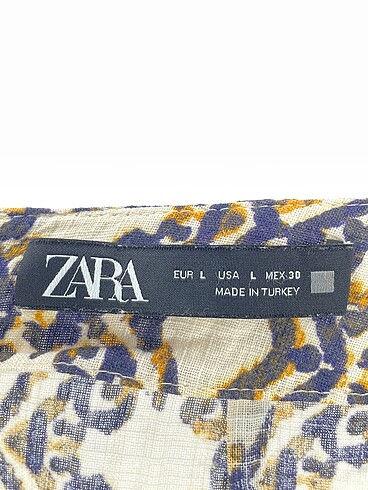 ZARA
EUR L USA L MEX 30
MADE IN TURKEY